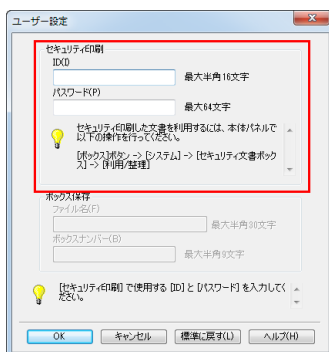 ユーザー設定
セキュリティ印刷
ID(I)
最大半角16文字
パスワード(P)
最大64文字
セキュリティ印刷した文書を利用するには、本体パネルで
以下の操作を行ってください。
[ボックス]ボタン -> [システム] -> [セキュリティ文書ボック
ス] -> [利用/整理]
ボックス保存
ファイル名(F)
最大半角30文字
ボックスナンバー(B)
最大半角9文字
[セキュリティ印刷] で使用する [ID] と [パスワード] を入力してく
ださい。
OK
キャンセル
標準に戻す(L)
ヘルプ(H)